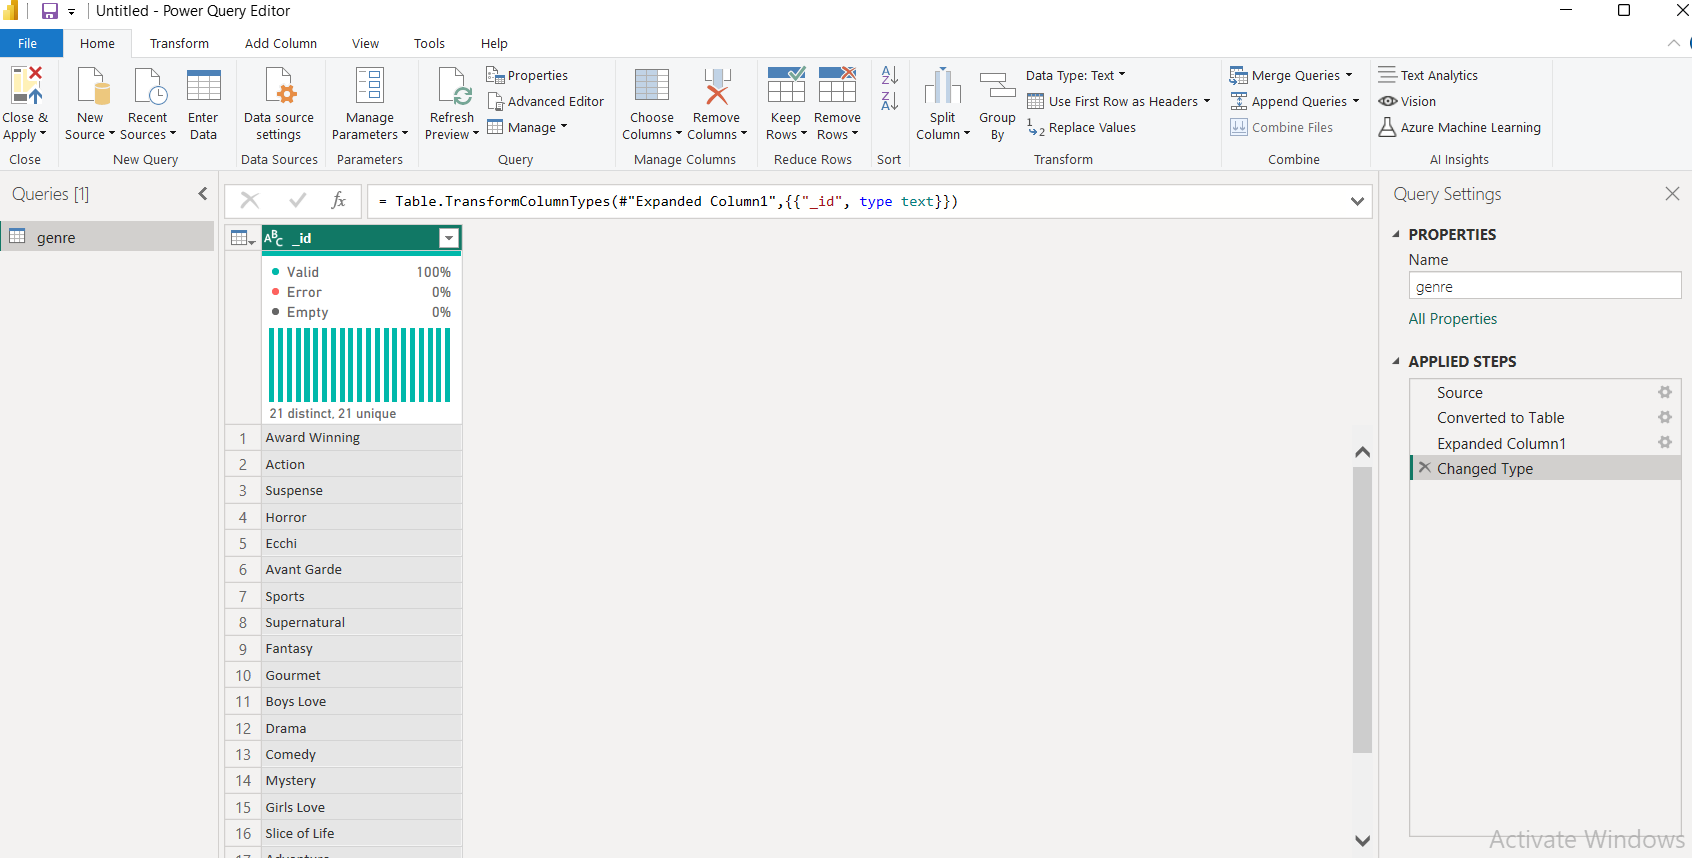 Untitled - Power Query Editor
File Home Transform Add Column View Tools Help
Close & Apply
Close
New Source
Recent Sources
Enter Data
New Query
Data source settings
Data Sources
Manage Parameters
Parameters
Refresh Preview
Properties
Advanced Editor
Manage
Query
Choose Columns
Remove Columns
Manage Columns
Keep Rows
Remove Rows
Reduce Rows
Sort
Split Column
Group By
Data Type: Text
Use First Row as Headers
Replace Values
Transform
Merge Queries
Append Queries
Combine Files
Combine
Text Analytics
Vision
Azure Machine Learning
AI Insights
Queries [1]
genre
fx
= Table.TransformColumnTypes(#"Expanded Column1",{{"_id", type text}})
ABC _id
Valid 100%
Error 0%
Empty 0%
21 distinct, 21 unique
1 Award Winning
2 Action
3 Suspense
4 Horror
5 Ecchi
6 Avant Garde
7 Sports
8 Supernatural
9 Fantasy
10 Gourmet
11 Boys Love
12 Drama
13 Comedy
14 Mystery
15 Girls Love
16 Slice of Life
17 Adventure
Query Settings
PROPERTIES
Name
genre
All Properties
APPLIED STEPS
Source
Converted to Table
Expanded Column1
Changed Type
Activate Windows